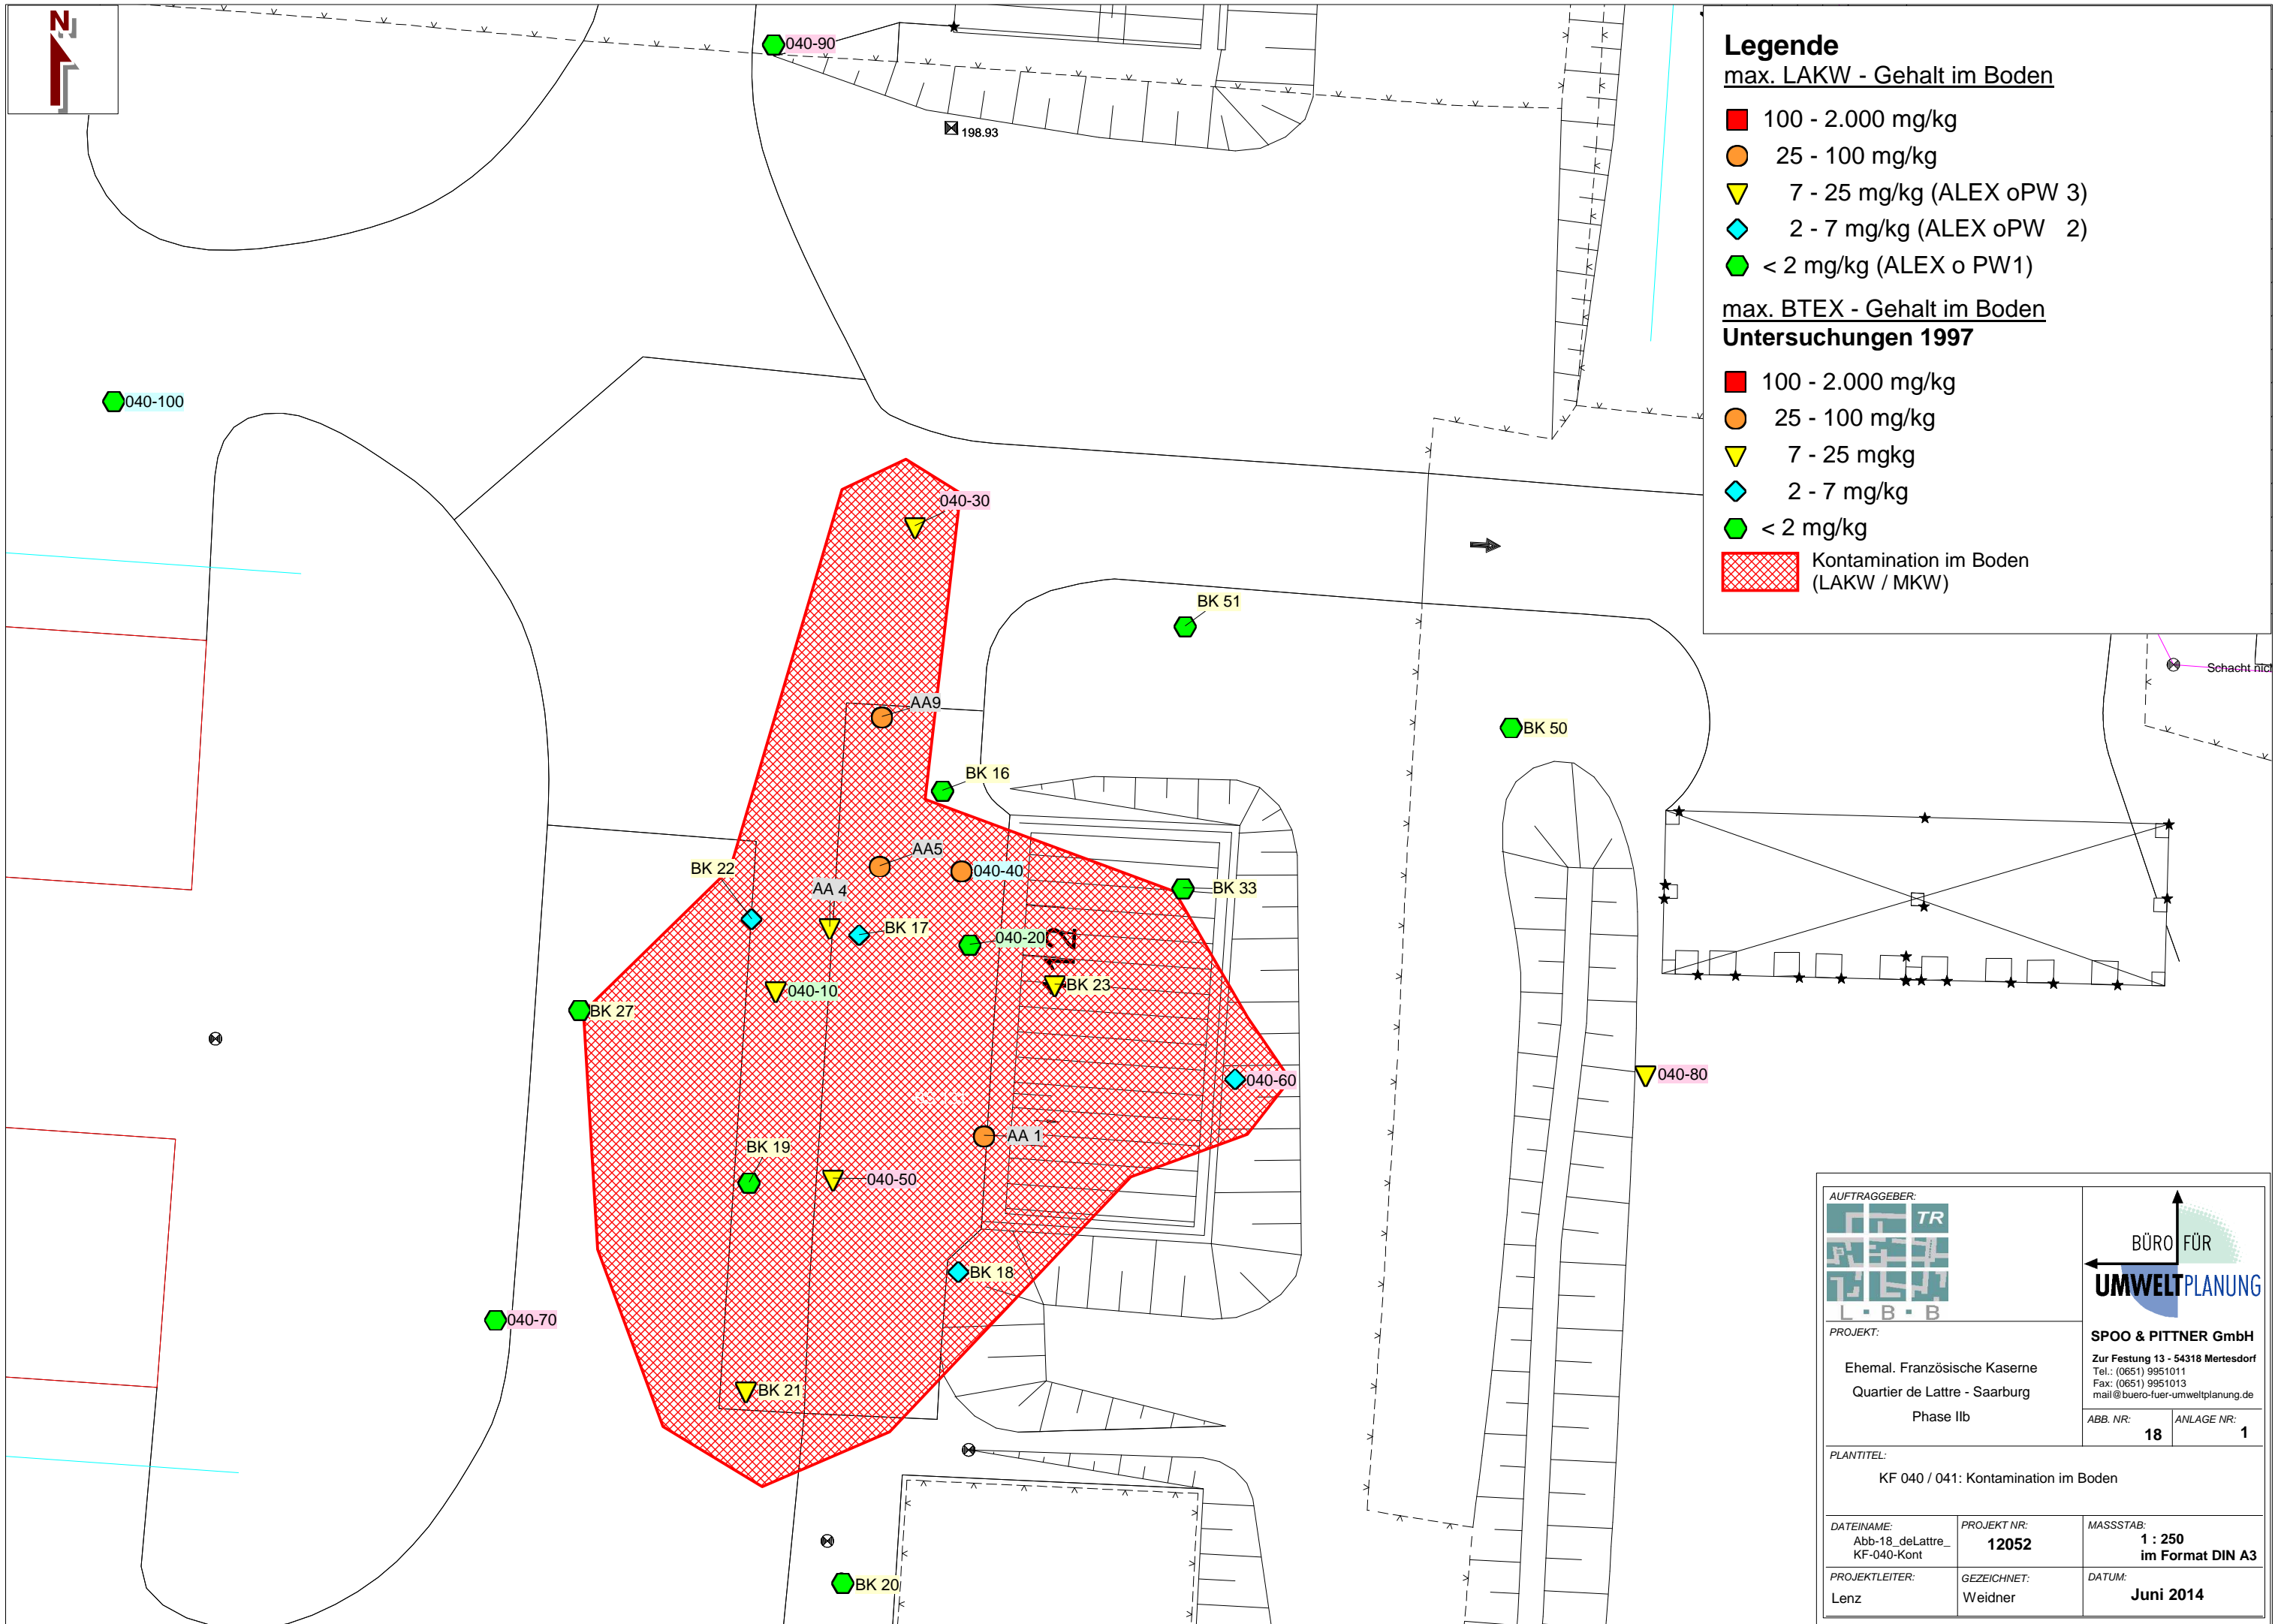 N
040-90
198.93
040-100
040-30
BK 51
AA9
BK 50
BK 16
AA5
040-40
BK 22
AA 4
BK 33
BK 17
040-20
12
BK 23
040-10
BK 27
040-60
040-80
AA 1
BK 19
040-50
BK 18
040-70
BK 21
BK 20
Schacht nich
Legende
max. LAKW - Gehalt im Boden
100 - 2.000 mg/kg
25 - 100 mg/kg
7 - 25 mg/kg (ALEX oPW 3)
2 - 7 mg/kg (ALEX oPW 2)
< 2 mg/kg (ALEX o PW1)
max. BTEX - Gehalt im Boden
Untersuchungen 1997
100 - 2.000 mg/kg
25 - 100 mg/kg
7 - 25 mgkg
2 - 7 mg/kg
< 2 mg/kg
Kontamination im Boden
(LAKW / MKW)
AUFTRAGGEBER:
TR
L · B · B
BÜRO FÜR
UMWELTPLANUNG
SPOO & PITTNER GmbH
Zur Festung 13 - 54318 Mertesdorf
Tel.: (0651) 9951011
Fax: (0651) 9951013
mail@buero-fuer-umweltplanung.de
PROJEKT:
Ehemal. Französische Kaserne
Quartier de Lattre - Saarburg
Phase IIb
ABB. NR:
18
ANLAGE NR:
1
PLANTITEL:
KF 040 / 041: Kontamination im Boden
DATEINAME:
Abb-18_deLattre_
KF-040-Kont
PROJEKT NR:
12052
MASSSTAB:
1 : 250
im Format DIN A3
PROJEKTLEITER:
Lenz
GEZEICHNET:
Weidner
DATUM:
Juni 2014